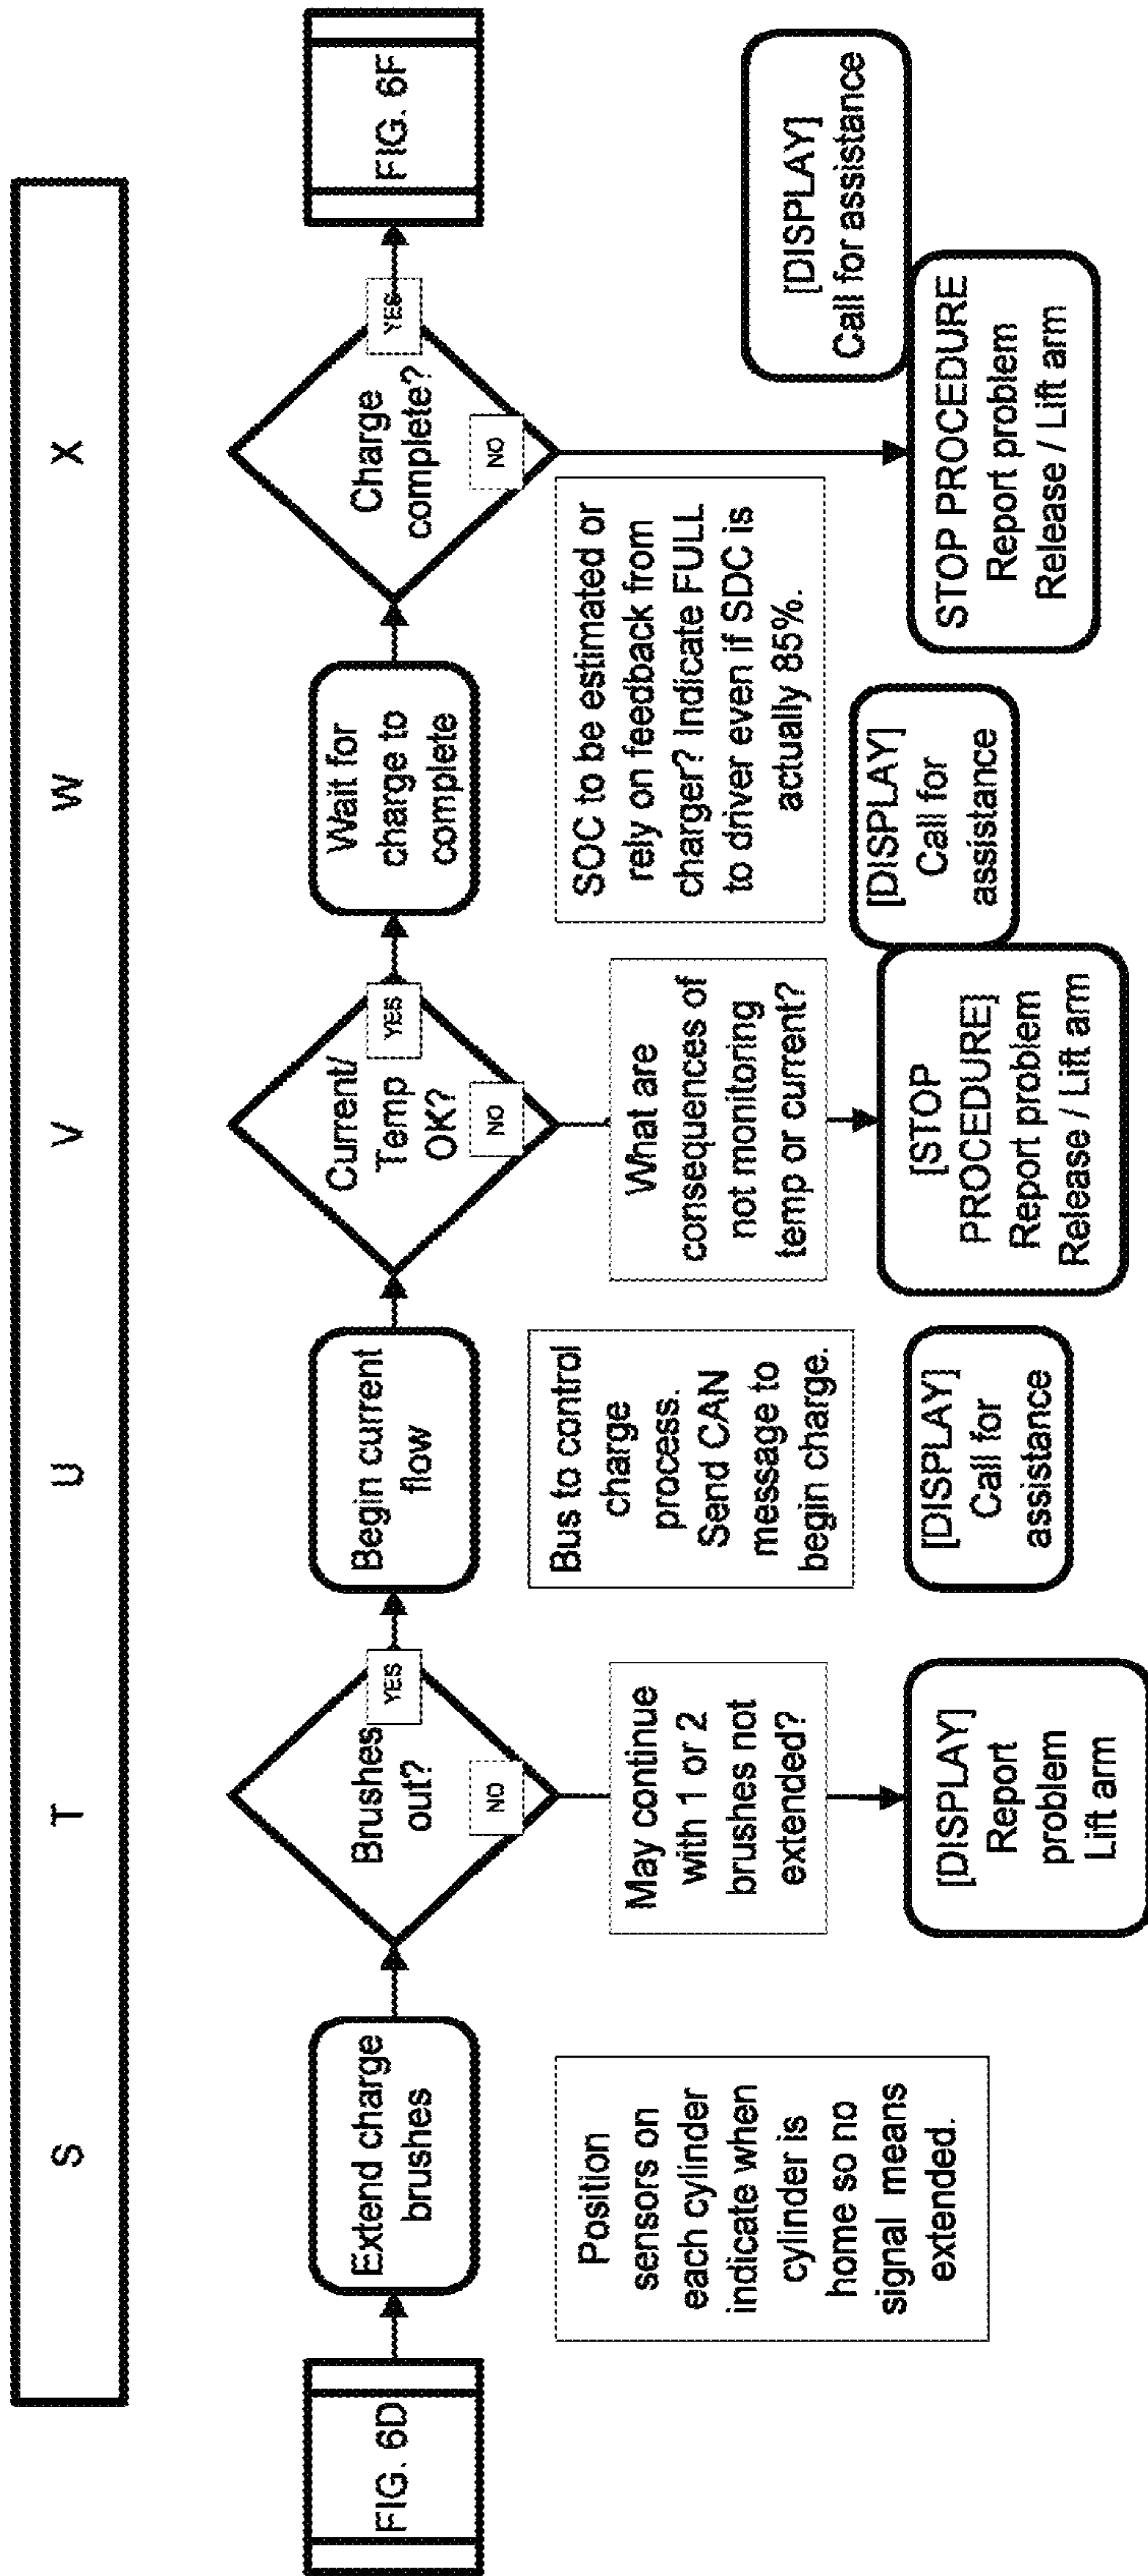 S T U V W X
FIG. 6D
Extend charge
brushes
Brushes
out?
YES
NO
Begin current
flow
Current/
Temp
OK?
YES
NO
Wait for
charge to
complete
Charge
complete?
YES
NO
FIG. 6F
Position
sensors on
each cylinder
indicate when
cylinder is
home so no
signal means
extended.
May continue
with 1 or 2
brushes not
extended?
Bus to control
charge
process.
Send CAN
message to
begin charge.
What are
consequences of
not monitoring
temp or current?
SOC to be estimated or
rely on feedback from
charger? Indicate FULL
to driver even if SDC is
actually 85%.
[DISPLAY]
Report
problem
Lift arm
[DISPLAY]
Call for
assistance
[STOP
PROCEDURE]
Report problem
Release / Lift arm
[DISPLAY]
Call for
assistance
STOP PROCEDURE
Report problem
Release / Lift arm
[DISPLAY]
Call for assistance